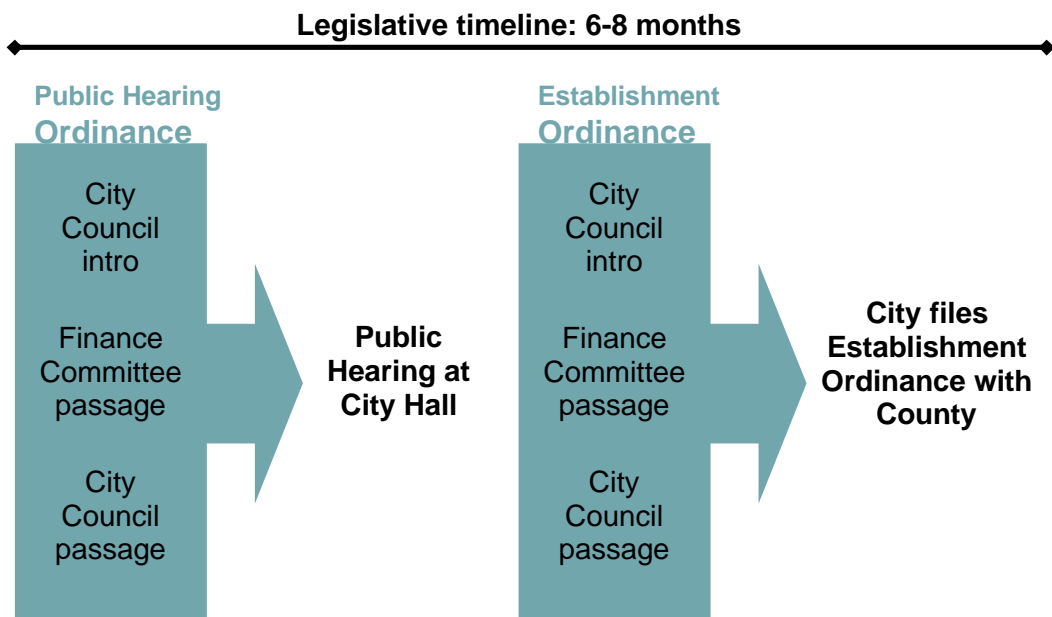 Legislative timeline: 6-8 months
Public Hearing
Ordinance
City
Council
intro
Finance
Committee
passage
City
Council
passage
Public
Hearing at
City Hall
Establishment
Ordinance
City
Council
intro
Finance
Committee
passage
City
Council
passage
City files
Establishment
Ordinance with
County